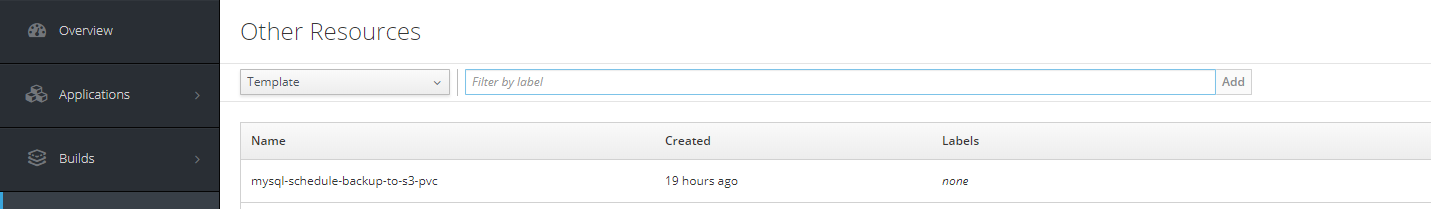 Overview
Applications
Builds
Other Resources
Template
Filter by label
Add
Name Created Labels
mysql-schedule-backup-to-s3-pvc 19 hours ago none